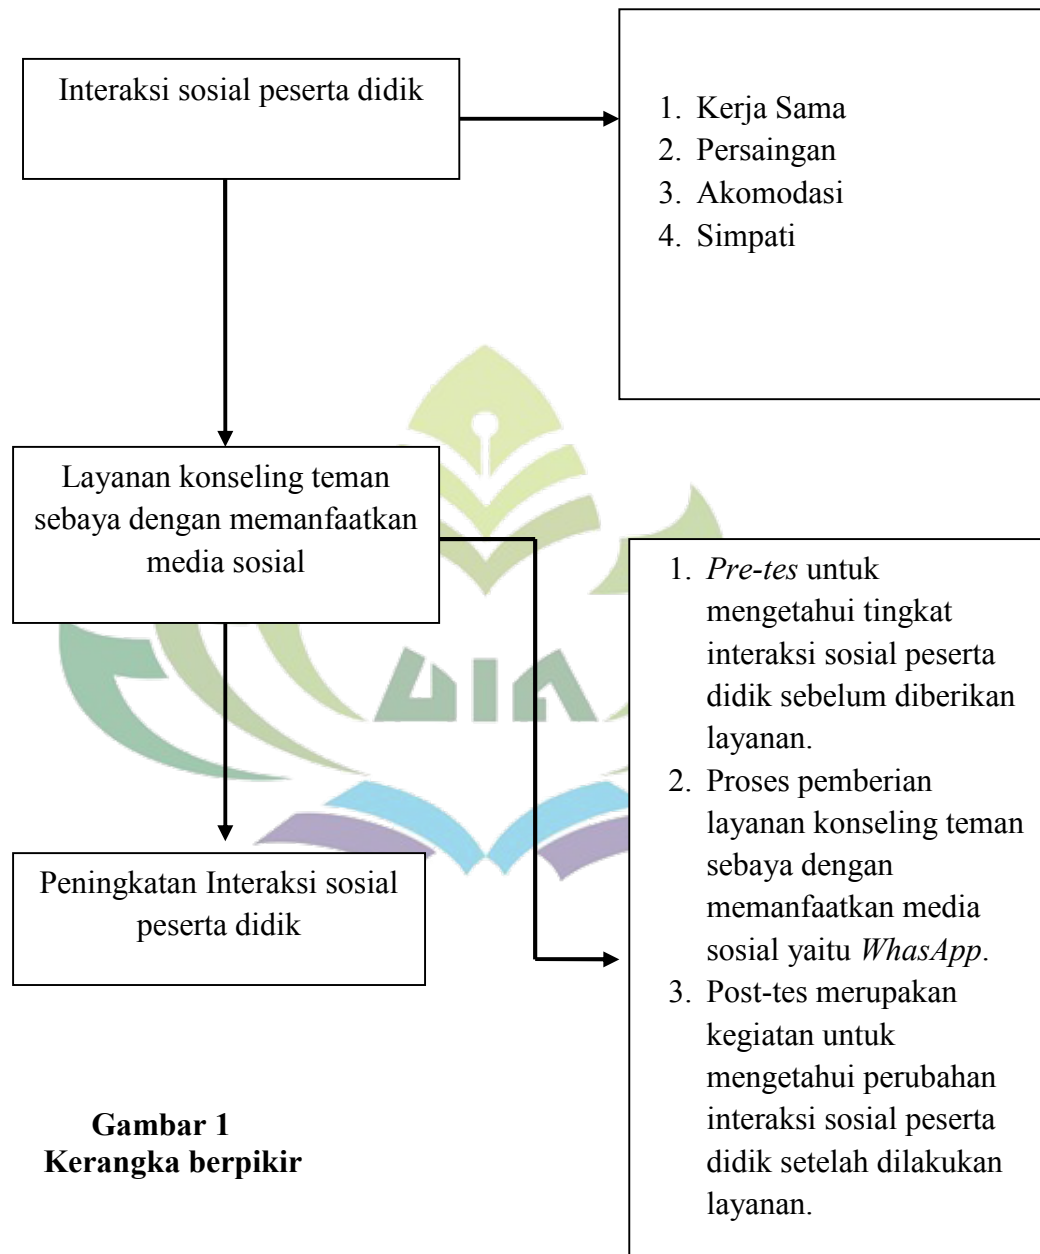 Interaksi sosial peserta didik
1. Kerja Sama
2. Persaingan
3. Akomodasi
4. Simpati
Layanan konseling teman
sebaya dengan memanfaatkan
media sosial
1. Pre-tes untuk
mengetahui tingkat
interaksi sosial peserta
didik sebelum diberikan
layanan.
2. Proses pemberian
layanan konseling teman
sebaya dengan
memanfaatkan media
sosial yaitu WhasApp.
3. Post-tes merupakan
kegiatan untuk
mengetahui perubahan
interaksi sosial peserta
didik setelah dilakukan
layanan.
Peningkatan Interaksi sosial
peserta didik
UIN
Gambar 1
Kerangka berpikir